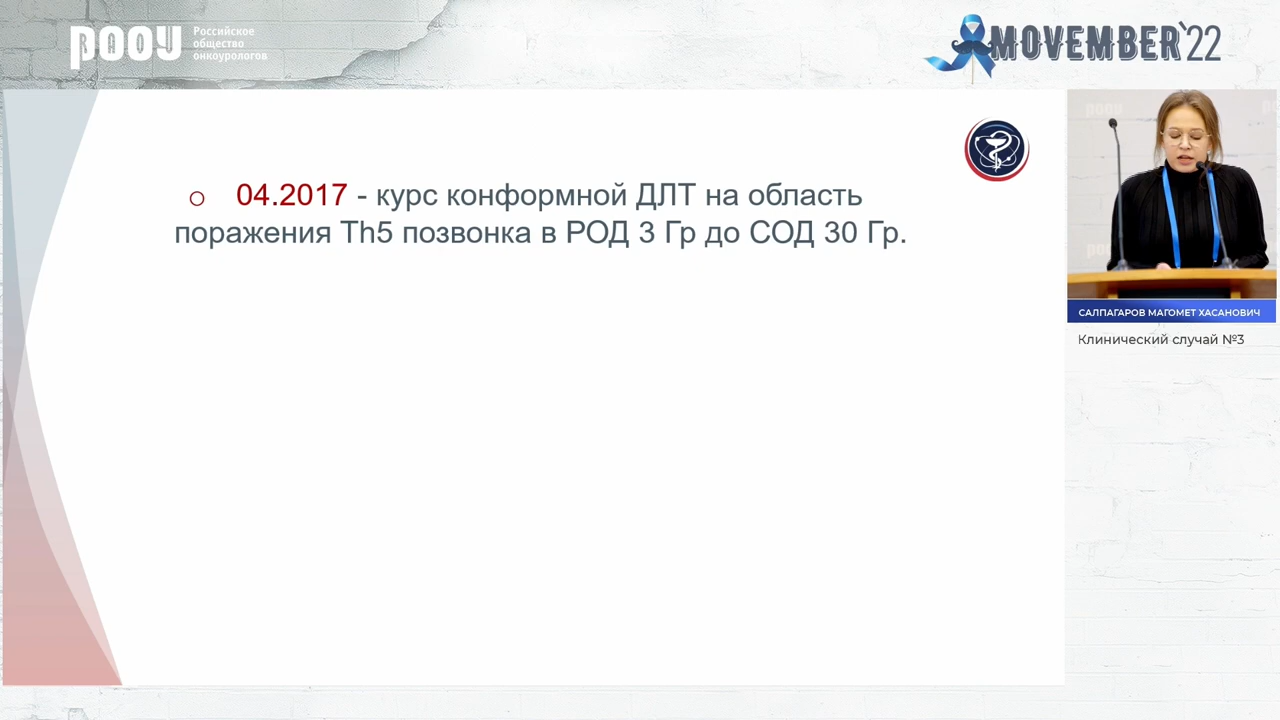 РООУ
Российское
общество
онкоурологов
MOVEMBER'22
04.2017 - курс конформной ДЛТ на область
поражения Th5 позвонка в РОД 3 Гр до СОД 30 Гр.
САЛПАГАРОВ МАГОМЕТ ХАСАНОВИЧ
Клинический случай №3